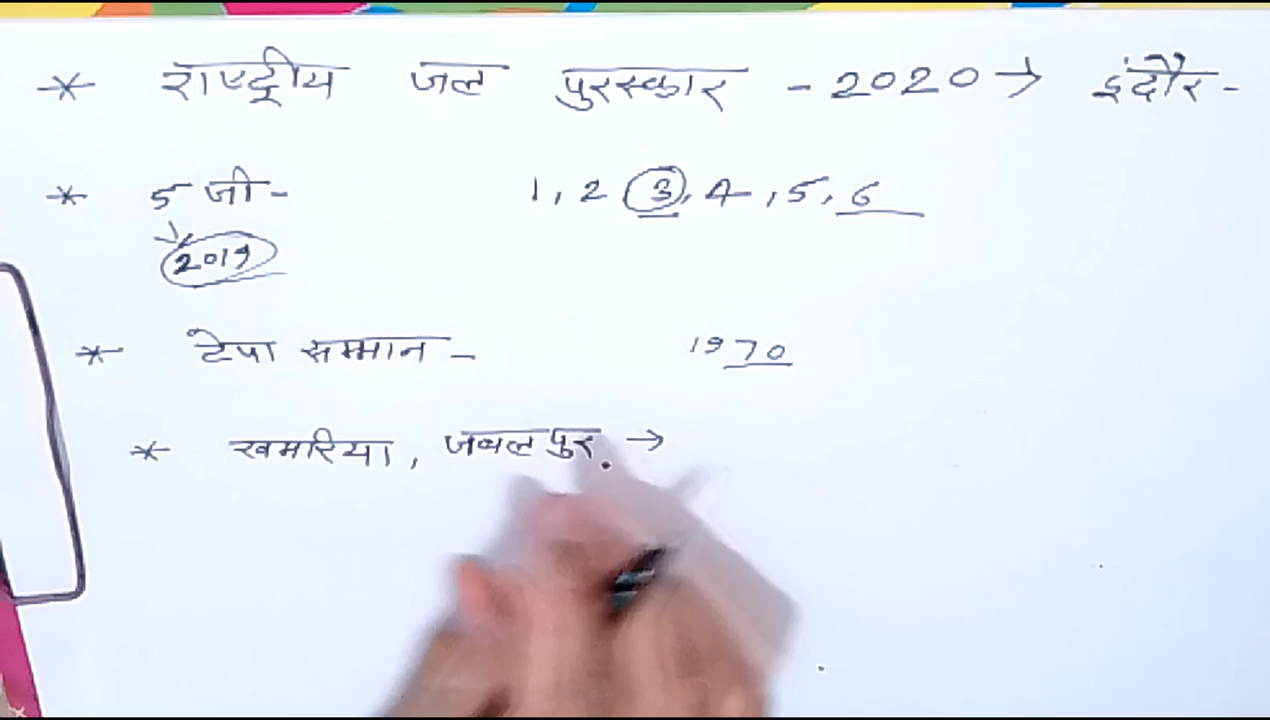 * राष्ट्रीय जल पुरस्कार - 2020 → इंदौर -
* 5 जी - 1, 2 3, 4, 5, 6
2019
* टेपा सम्मान - 1970
* खमरिया, जबलपुर. →